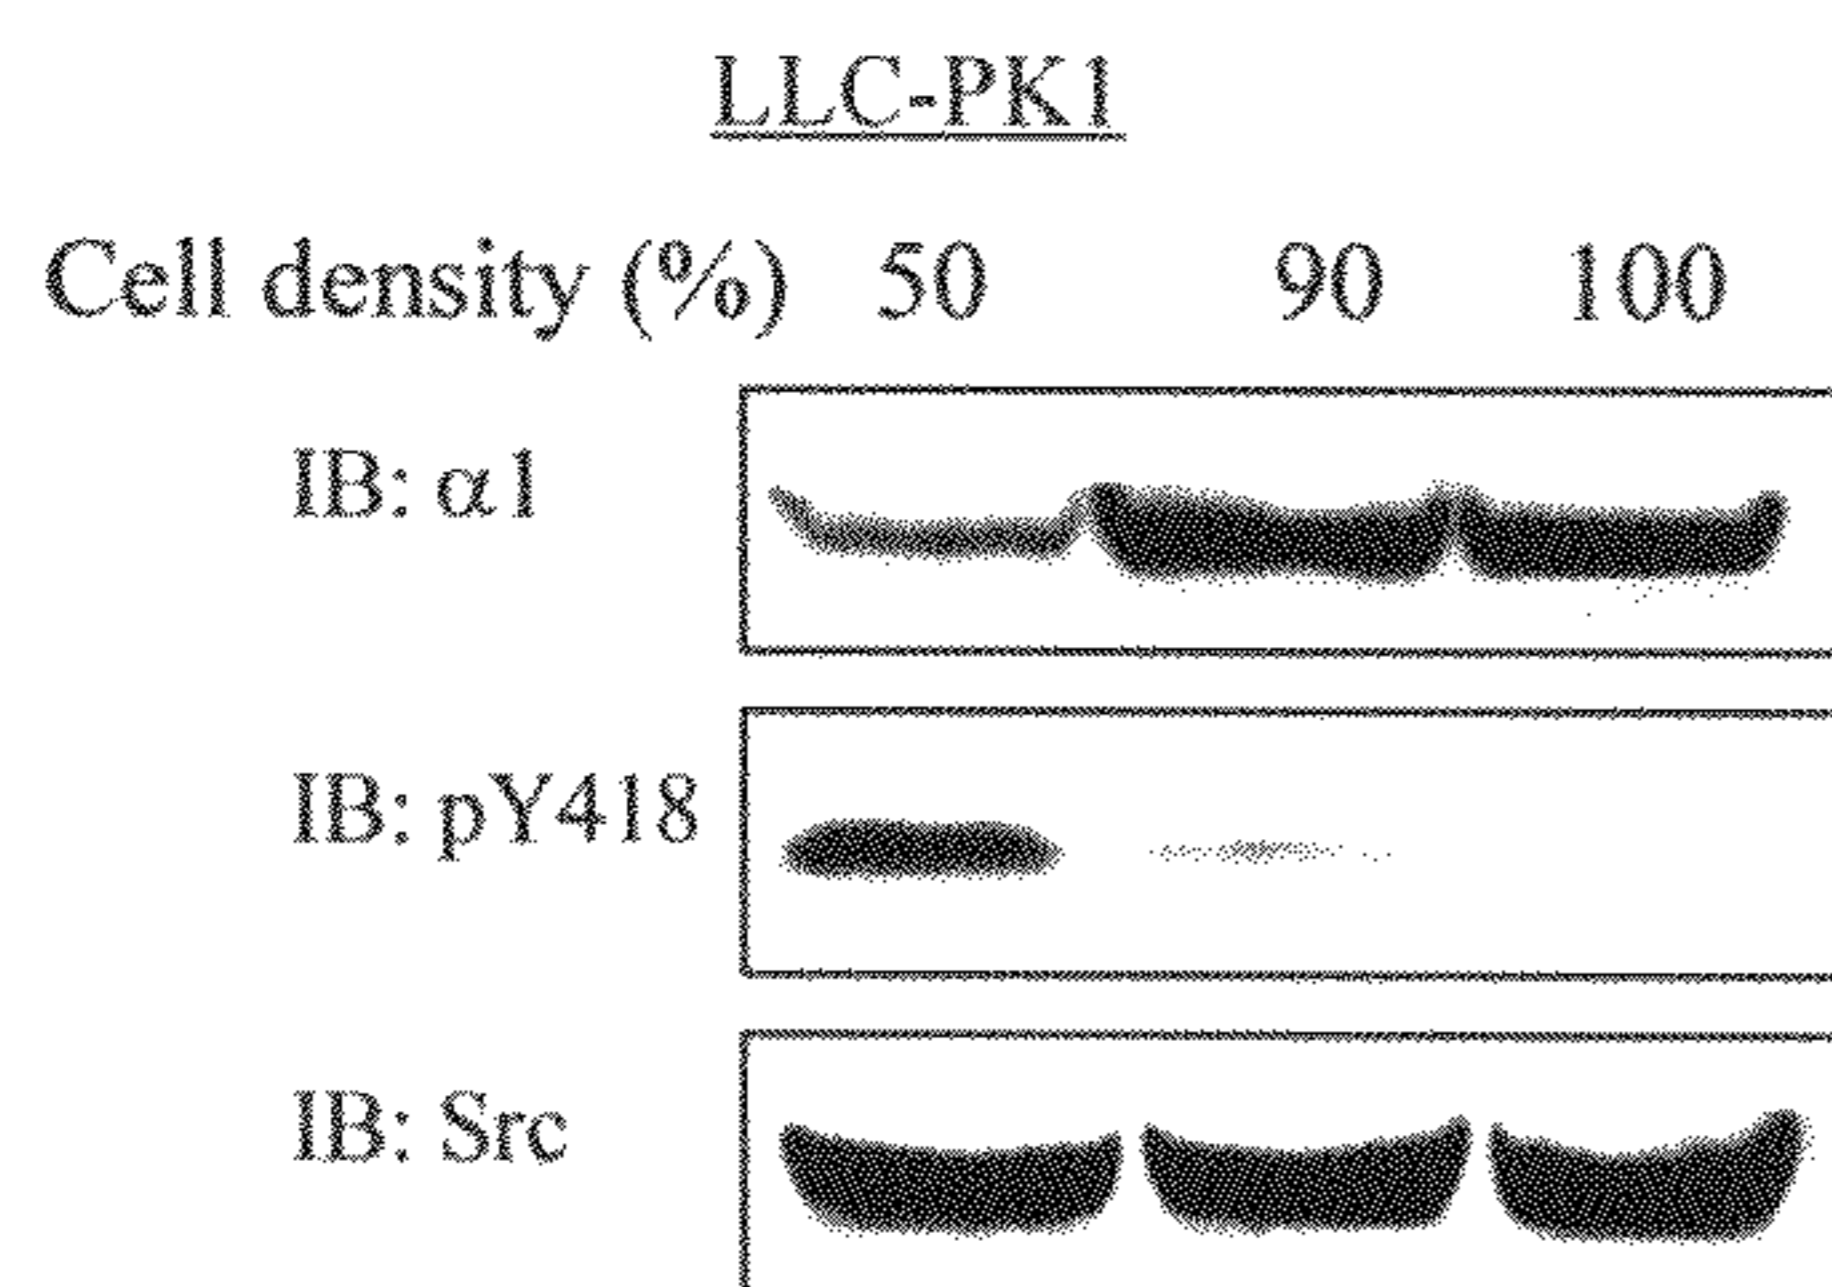 LLC-PK1
Cell density (%) 50 90 100
IB: α1
IB: pY418
IB: Src